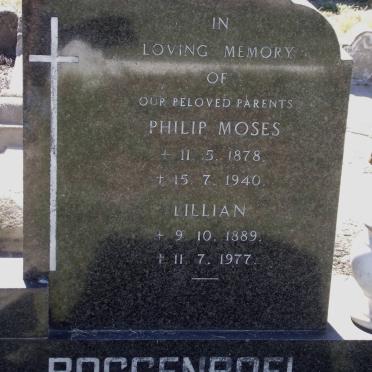 IN
LOVING MEMORY
OF
OUR BELOVED PARENTS
PHILIP MOSES
+ 11. 5. 1878.
+ 15. 7. 1940.
LILLIAN
+ 9. 10. 1889.
+ 11. 7. 1977.
ROGGENROEL